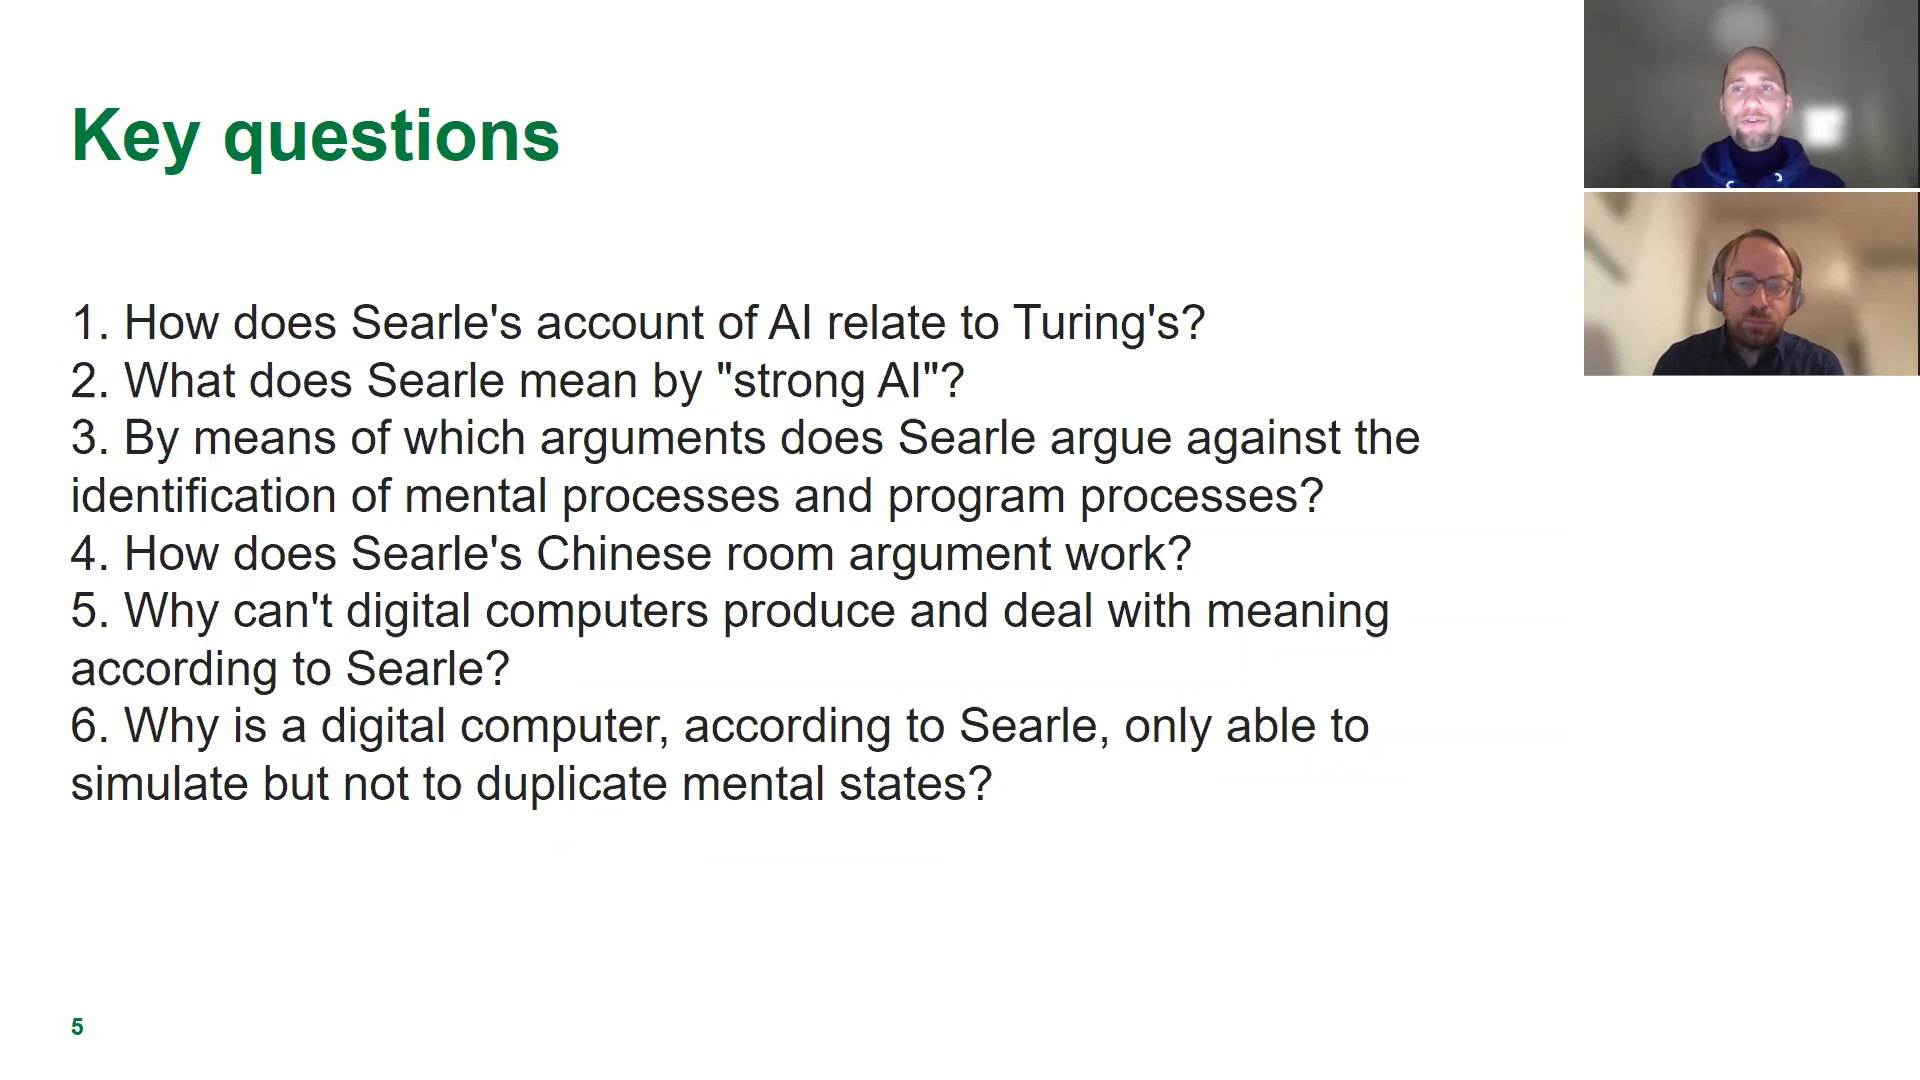 Key questions
1. How does Searle's account of AI relate to Turing's?
2. What does Searle mean by "strong AI"?
3. By means of which arguments does Searle argue against the
identification of mental processes and program processes?
4. How does Searle's Chinese room argument work?
5. Why can't digital computers produce and deal with meaning
according to Searle?
6. Why is a digital computer, according to Searle, only able to
simulate but not to duplicate mental states?
5